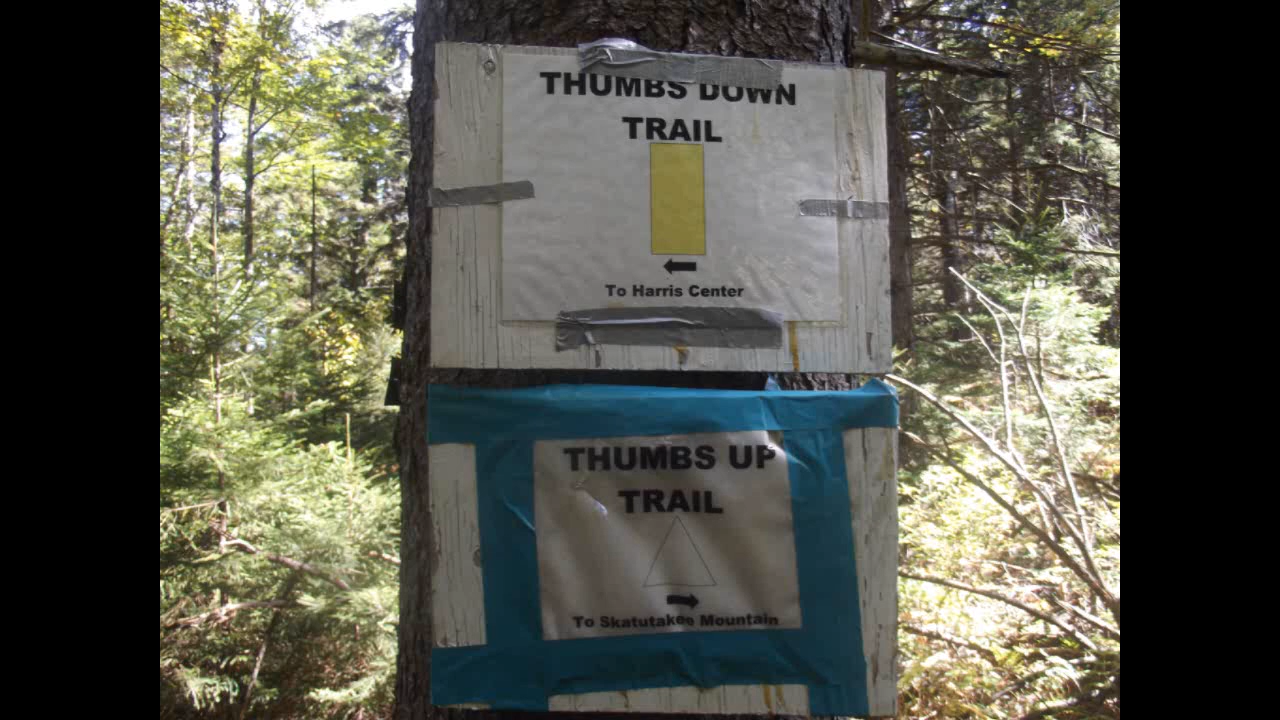 THUMBS DOWN
TRAIL
To Harris Center
THUMBS UP
TRAIL
To Skatutakee Mountain